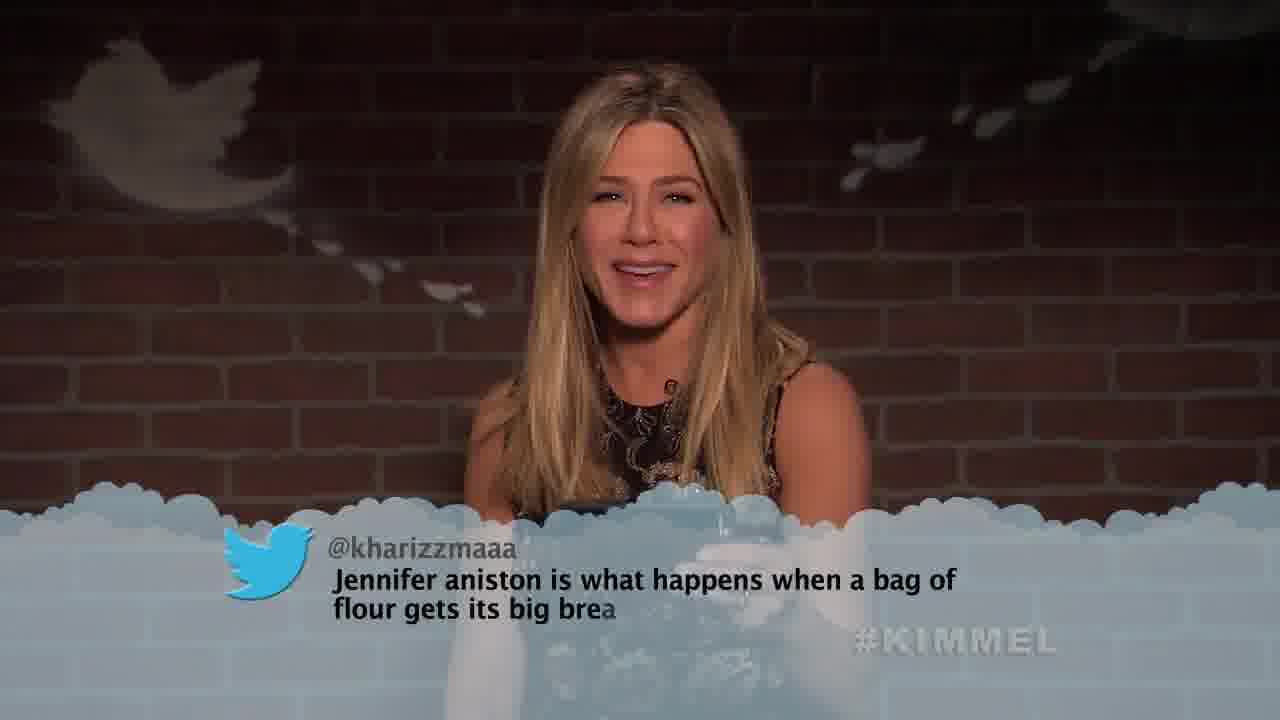 @kharizzmaaa
Jennifer aniston is what happens when a bag of
flour gets its big brea
#KIMMEL